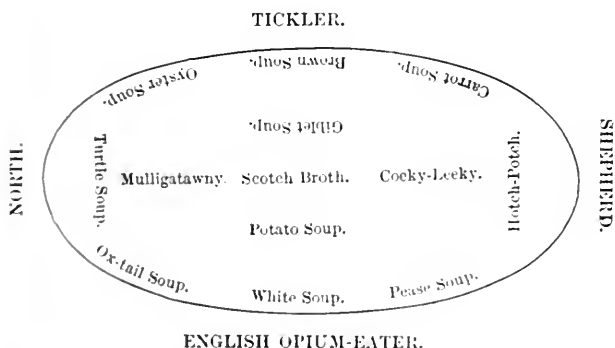 TICKLER.
Oyster Soup.
Brown Soup.
Carrot Soup.
Giblet Soup.
NORTH.
Turtle Soup.
Mulligatawny.
Scotch Broth.
Cocky-Leeky.
Hotch-Potch.
SHEPHERD.
Potato Soup.
Ox-tail Soup.
White Soup.
Pease Soup.
ENGLISH OPIUM-EATER.